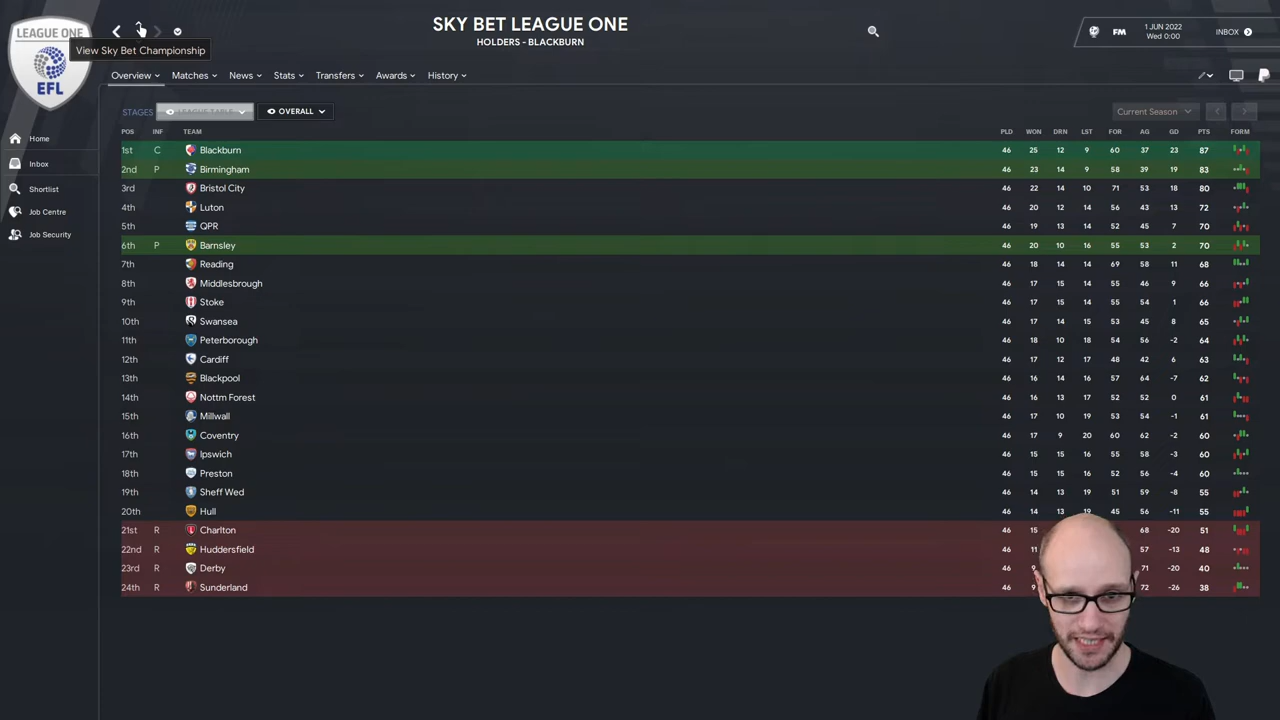 LEAGUE ONE
EFL
View Sky Bet Championship
SKY BET LEAGUE ONE
HOLDERS - BLACKBURN
FM
1 JUN 2022
Wed 0:00
INBOX
Overview Matches News Stats Transfers Awards History
Home
Inbox
Shortlist
Job Centre
Job Security
STAGES LEAGUE TABLE OVERALL Current Season
POS INF TEAM PLD WON DRN LST FOR AG GD PTS FORM
1st C Blackburn 46 25 12 9 60 37 23 87
2nd P Birmingham 46 23 14 9 58 39 19 83
3rd Bristol City 46 22 14 10 71 53 18 80
4th Luton 46 20 12 14 56 43 13 72
5th QPR 46 19 13 14 52 45 7 70
6th P Barnsley 46 20 10 16 55 53 2 70
7th Reading 46 18 14 14 69 58 11 68
8th Middlesbrough 46 17 15 14 55 46 9 66
9th Stoke 46 17 15 14 55 54 1 66
10th Swansea 46 17 14 15 53 45 8 65
11th Peterborough 46 18 10 18 54 56 -2 64
12th Cardiff 46 17 12 17 48 42 6 63
13th Blackpool 46 16 14 16 57 64 -7 62
14th Nottm Forest 46 16 13 17 52 52 0 61
15th Millwall 46 17 10 19 53 54 -1 61
16th Coventry 46 17 9 20 60 62 -2 60
17th Ipswich 46 15 15 16 55 58 -3 60
18th Preston 46 15 15 16 52 56 -4 60
19th Sheff Wed 46 14 13 19 51 59 -8 55
20th Hull 46 14 13 19 45 56 -11 55
21st R Charlton 46 15 68 -20 51
22nd R Huddersfield 46 11 57 -13 48
23rd R Derby 46 9 71 -20 40
24th R Sunderland 46 9 72 -26 38